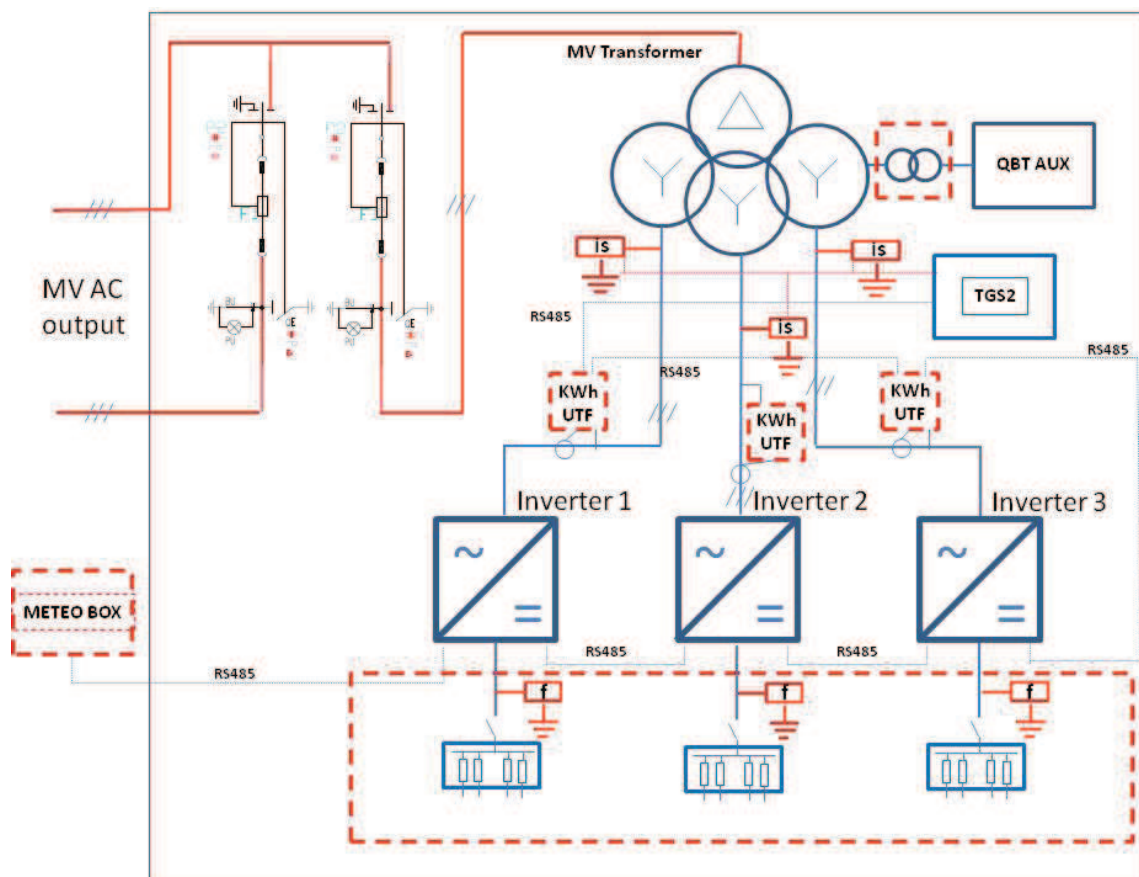 MV Transformer
QBT AUX
is
is
TGS2
MV AC
output
RS485
is
RS485
RS485
KWh
UTF
KWh
UTF
KWh
UTF
Inverter 1
Inverter 2
Inverter 3
METEO BOX
RS485
RS485
RS485
f
f
f